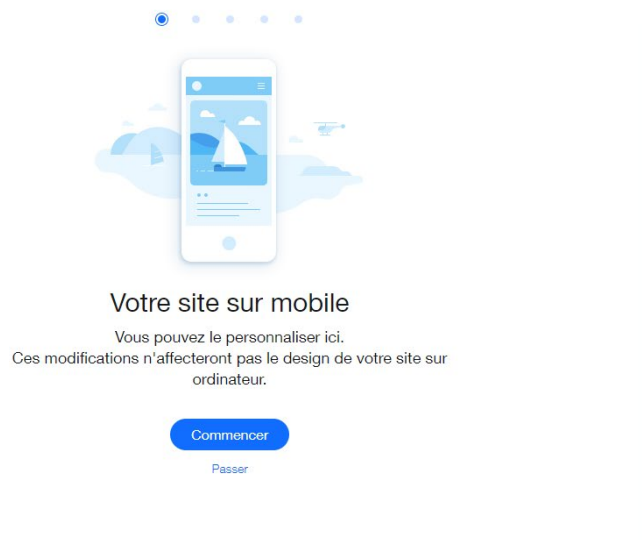 Votre site sur mobile
Vous pouvez le personnaliser ici.
Ces modifications n'affecteront pas le design de votre site sur
ordinateur.
Commencer
Passer